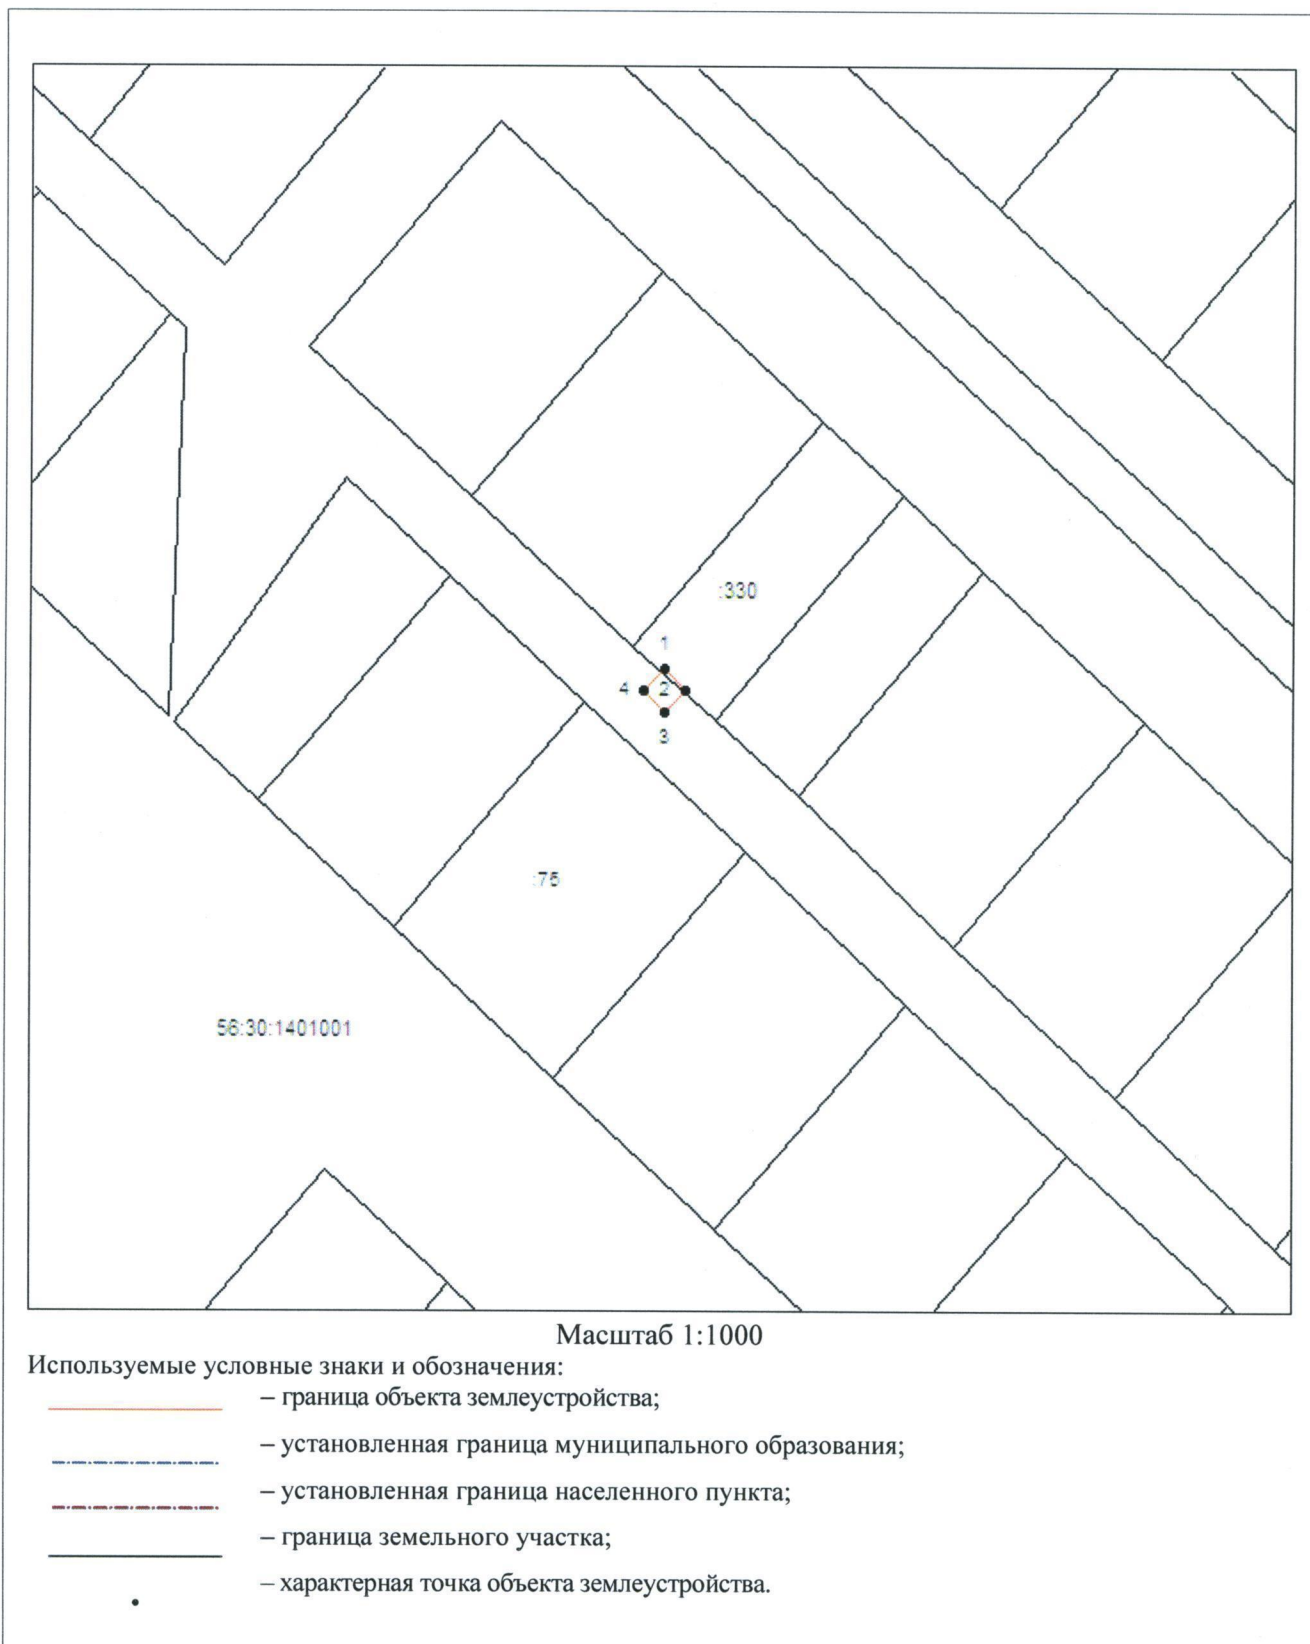 :330
1
4 2
3
:75
56:30:1401001
Масштаб 1:1000
Используемые условные знаки и обозначения:
– граница объекта землеустройства;
– установленная граница муниципального образования;
– установленная граница населенного пункта;
– граница земельного участка;
– характерная точка объекта землеустройства.